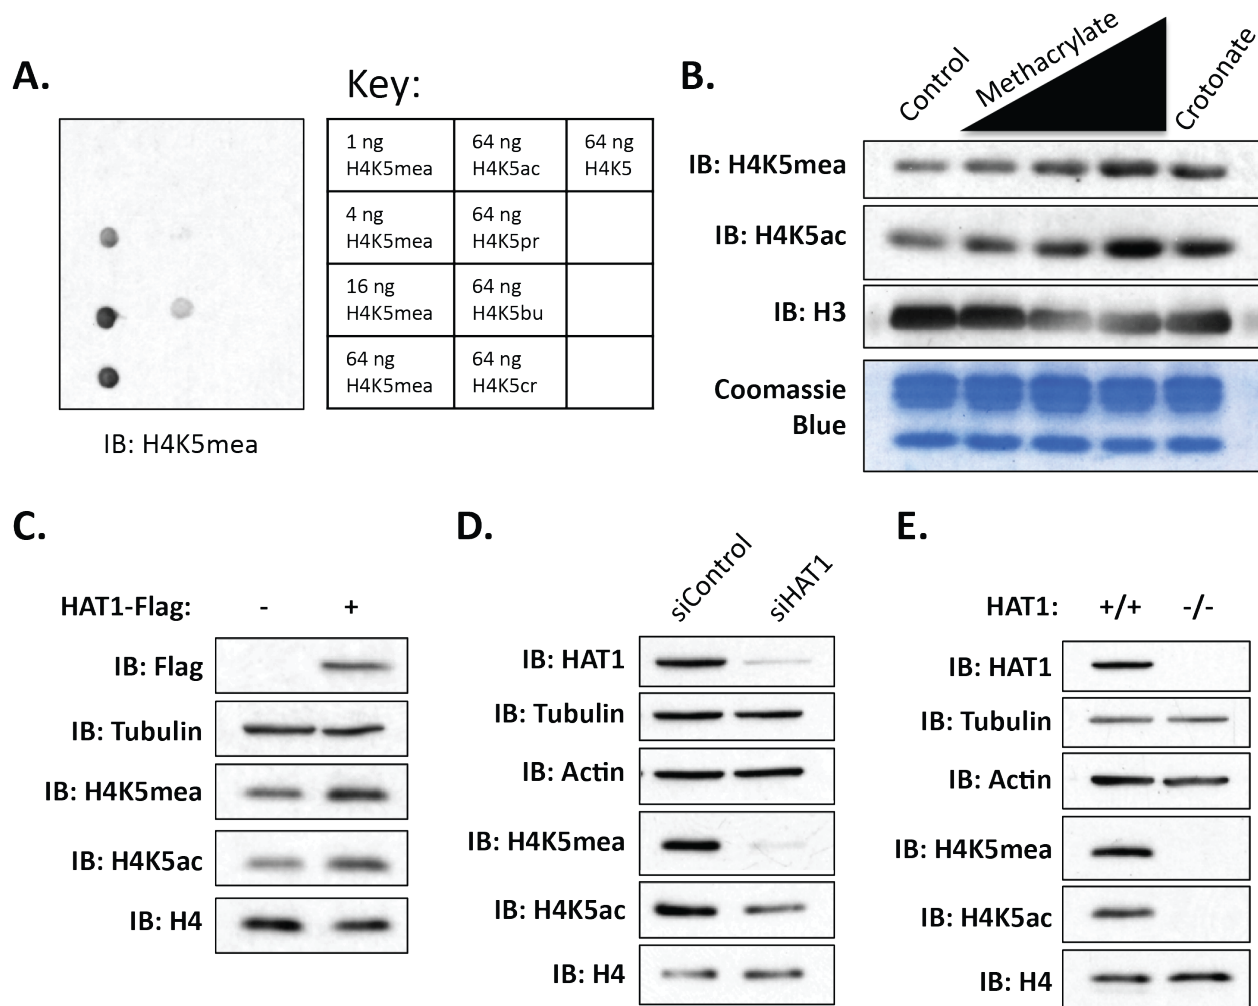 A.
Key:
1 ng
H4K5mea
64 ng
H4K5ac
64 ng
H4K5
4 ng
H4K5mea
64 ng
H4K5pr
16 ng
H4K5mea
64 ng
H4K5bu
64 ng
H4K5mea
64 ng
H4K5cr
IB: H4K5mea
B.
Control
Methacrylate
Crotonate
IB: H4K5mea
IB: H4K5ac
IB: H3
Coomassie
Blue
C.
HAT1-Flag: - +
IB: Flag
IB: Tubulin
IB: H4K5mea
IB: H4K5ac
IB: H4
D.
siControl
siHAT1
IB: HAT1
IB: Tubulin
IB: Actin
IB: H4K5mea
IB: H4K5ac
IB: H4
E.
HAT1: +/+ -/-
IB: HAT1
IB: Tubulin
IB: Actin
IB: H4K5mea
IB: H4K5ac
IB: H4